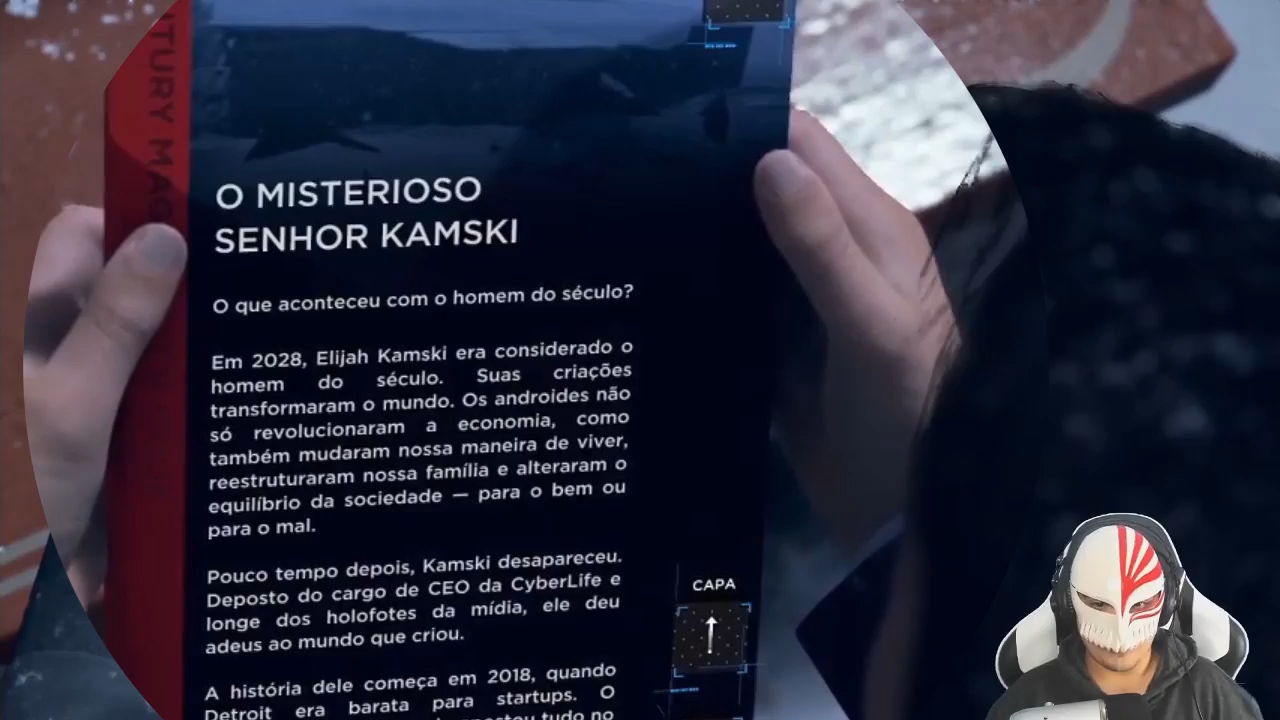 O MISTERIOSO
SENHOR KAMSKI
O que aconteceu com o homem do século?
Em 2028, Elijah Kamski era considerado o
homem do século. Suas criações
transformaram o mundo. Os androides não
só revolucionaram a economia, como
também mudaram nossa maneira de viver,
reestruturaram nossa família e alteraram o
equilíbrio da sociedade — para o bem ou
para o mal.
Pouco tempo depois, Kamski desapareceu.
Deposto do cargo de CEO da CyberLife e
longe dos holofotes da mídia, ele deu
adeus ao mundo que criou.
A história dele começa em 2018, quando
Detroit era barata para startups. O
tudo no
CAPA